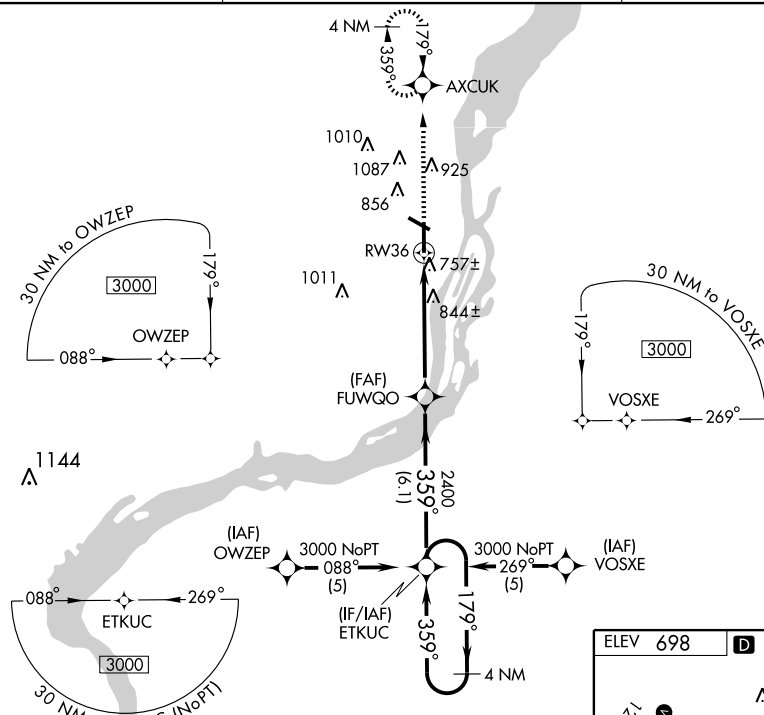 4 NM
179°
359°
AXCUK
1010
1087
925
856
RW36
757±
1011
844±
30 NM to OWZEP
3000
179°
OWZEP
088°
30 NM to VOSXE
179°
3000
VOSXE
269°
(FAF)
FUWQO
1144
2400
359°
(6.1)
(IAF)
OWZEP
3000 NoPT
088°
(5)
3000 NoPT
269°
(5)
(IAF)
VOSXE
(IF/IAF)
ETKUC
359°
179°
4 NM
088°
269°
ETKUC
3000
30 NM
(NoPT)
ELEV 698
D